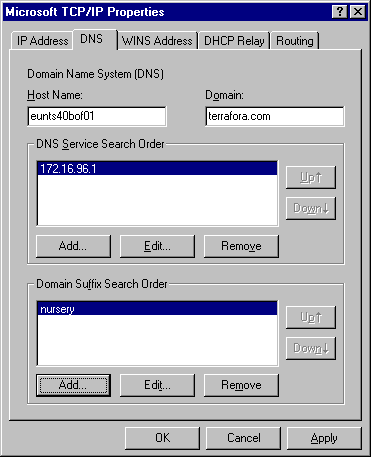 Microsoft TCP/IP Properties
IP Address DNS WINS Address DHCP Relay Routing
Domain Name System (DNS)
Host Name: Domain:
eunts40bof01 terrafora.com
DNS Service Search Order
172.16.96.1
Up↑
Down↓
Add... Edit... Remove
Domain Suffix Search Order
nursery
Up↑
Down↓
Add... Edit... Remove
OK Cancel Apply